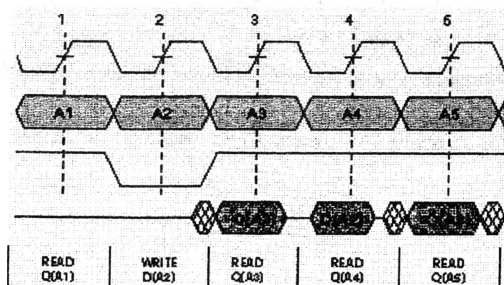 1 2 3 4 5
A1 A2 A3 A4 A5
READ WRITE READ READ READ
Q(A1) D(A2) Q(A3) Q(A4) Q(A5)